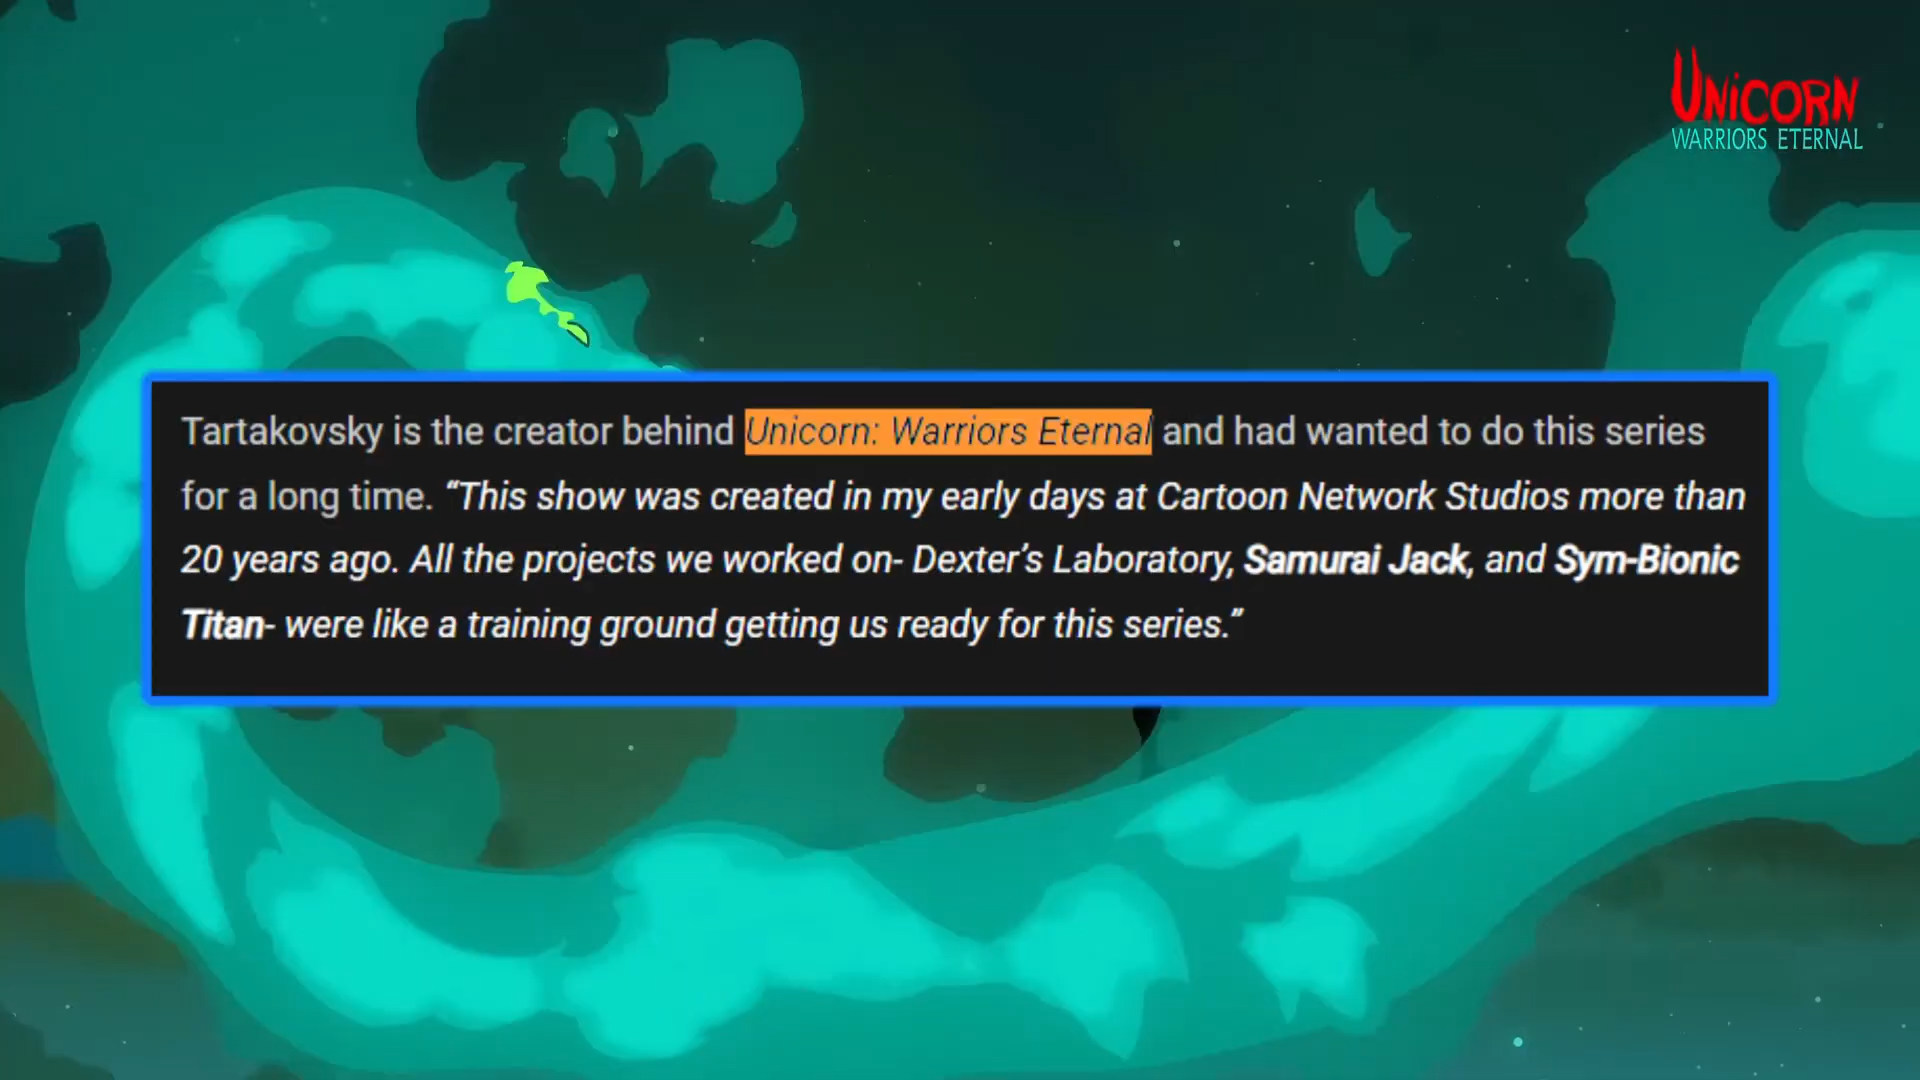 UNiCORN
WARRIORS ETERNAL
Tartakovsky is the creator behind Unicorn: Warriors Eternal and had wanted to do this series
for a long time. “This show was created in my early days at Cartoon Network Studios more than
20 years ago. All the projects we worked on- Dexter’s Laboratory, Samurai Jack, and Sym-Bionic
Titan- were like a training ground getting us ready for this series.”